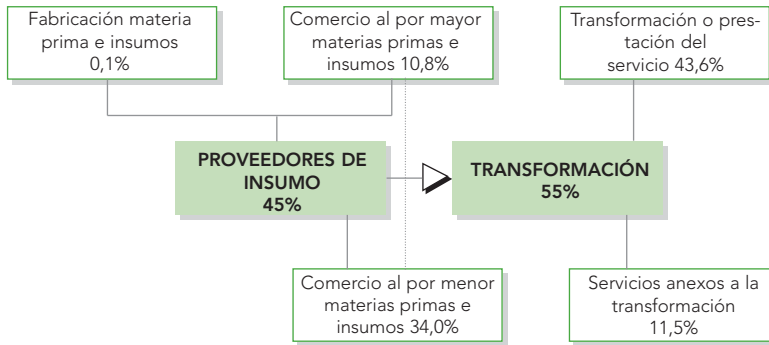 Fabricación materia
prima e insumos
0,1%
Comercio al por mayor
materias primas e
insumos 10,8%
Transformación o pres-
tación del
servicio 43,6%
PROVEEDORES DE
INSUMO
45%
TRANSFORMACIÓN
55%
Comercio al por menor
materias primas e
insumos 34,0%
Servicios anexos a la
transformación
11,5%